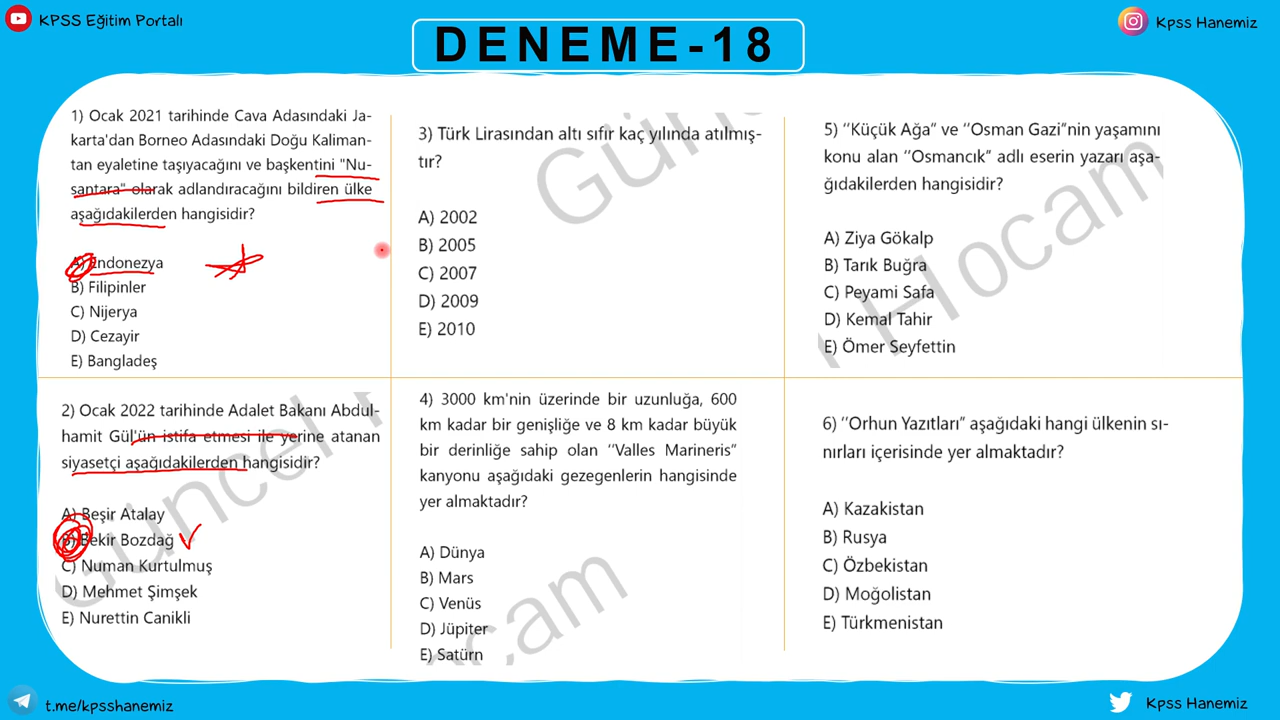 KPSS Eğitim Portalı
DENEME-18
Kpss Hanemiz
1) Ocak 2021 tarihinde Cava Adasındaki Ja-
karta'dan Borneo Adasındaki Doğu Kaliman-
tan eyaletine taşıyacağını ve başkentini "Nu-
santara" olarak adlandıracağını bildiren ülke
aşağıdakilerden hangisidir?
A) Endonezya
B) Filipinler
C) Nijerya
D) Cezayir
E) Bangladeş
2) Ocak 2022 tarihinde Adalet Bakanı Abdul-
hamit Gül'ün istifa etmesi ile yerine atanan
siyasetçi aşağıdakilerden hangisidir?
A) Beşir Atalay
B) Bekir Bozdağ
C) Numan Kurtulmuş
D) Mehmet Şimşek
E) Nurettin Canikli
3) Türk Lirasından altı sıfır kaç yılında atılmış-
tır?
A) 2002
B) 2005
C) 2007
D) 2009
E) 2010
4) 3000 km'nin üzerinde bir uzunluğa, 600
km kadar bir genişliğe ve 8 km kadar büyük
bir derinliğe sahip olan ‘‘Valles Marineris’’
kanyonu aşağıdaki gezegenlerin hangisinde
yer almaktadır?
A) Dünya
B) Mars
C) Venüs
D) Jüpiter
E) Satürn
5) ‘‘Küçük Ağa’’ ve ‘‘Osman Gazi’’nin yaşamını
konu alan ‘‘Osmancık’’ adlı eserin yazarı aşa-
ğıdakilerden hangisidir?
A) Ziya Gökalp
B) Tarık Buğra
C) Peyami Safa
D) Kemal Tahir
E) Ömer Seyfettin
6) ‘‘Orhun Yazıtları’’ aşağıdaki hangi ülkenin sı-
nırları içerisinde yer almaktadır?
A) Kazakistan
B) Rusya
C) Özbekistan
D) Moğolistan
E) Türkmenistan
Güncel
Hocam
t.me/kpsshanemiz
Kpss Hanemiz